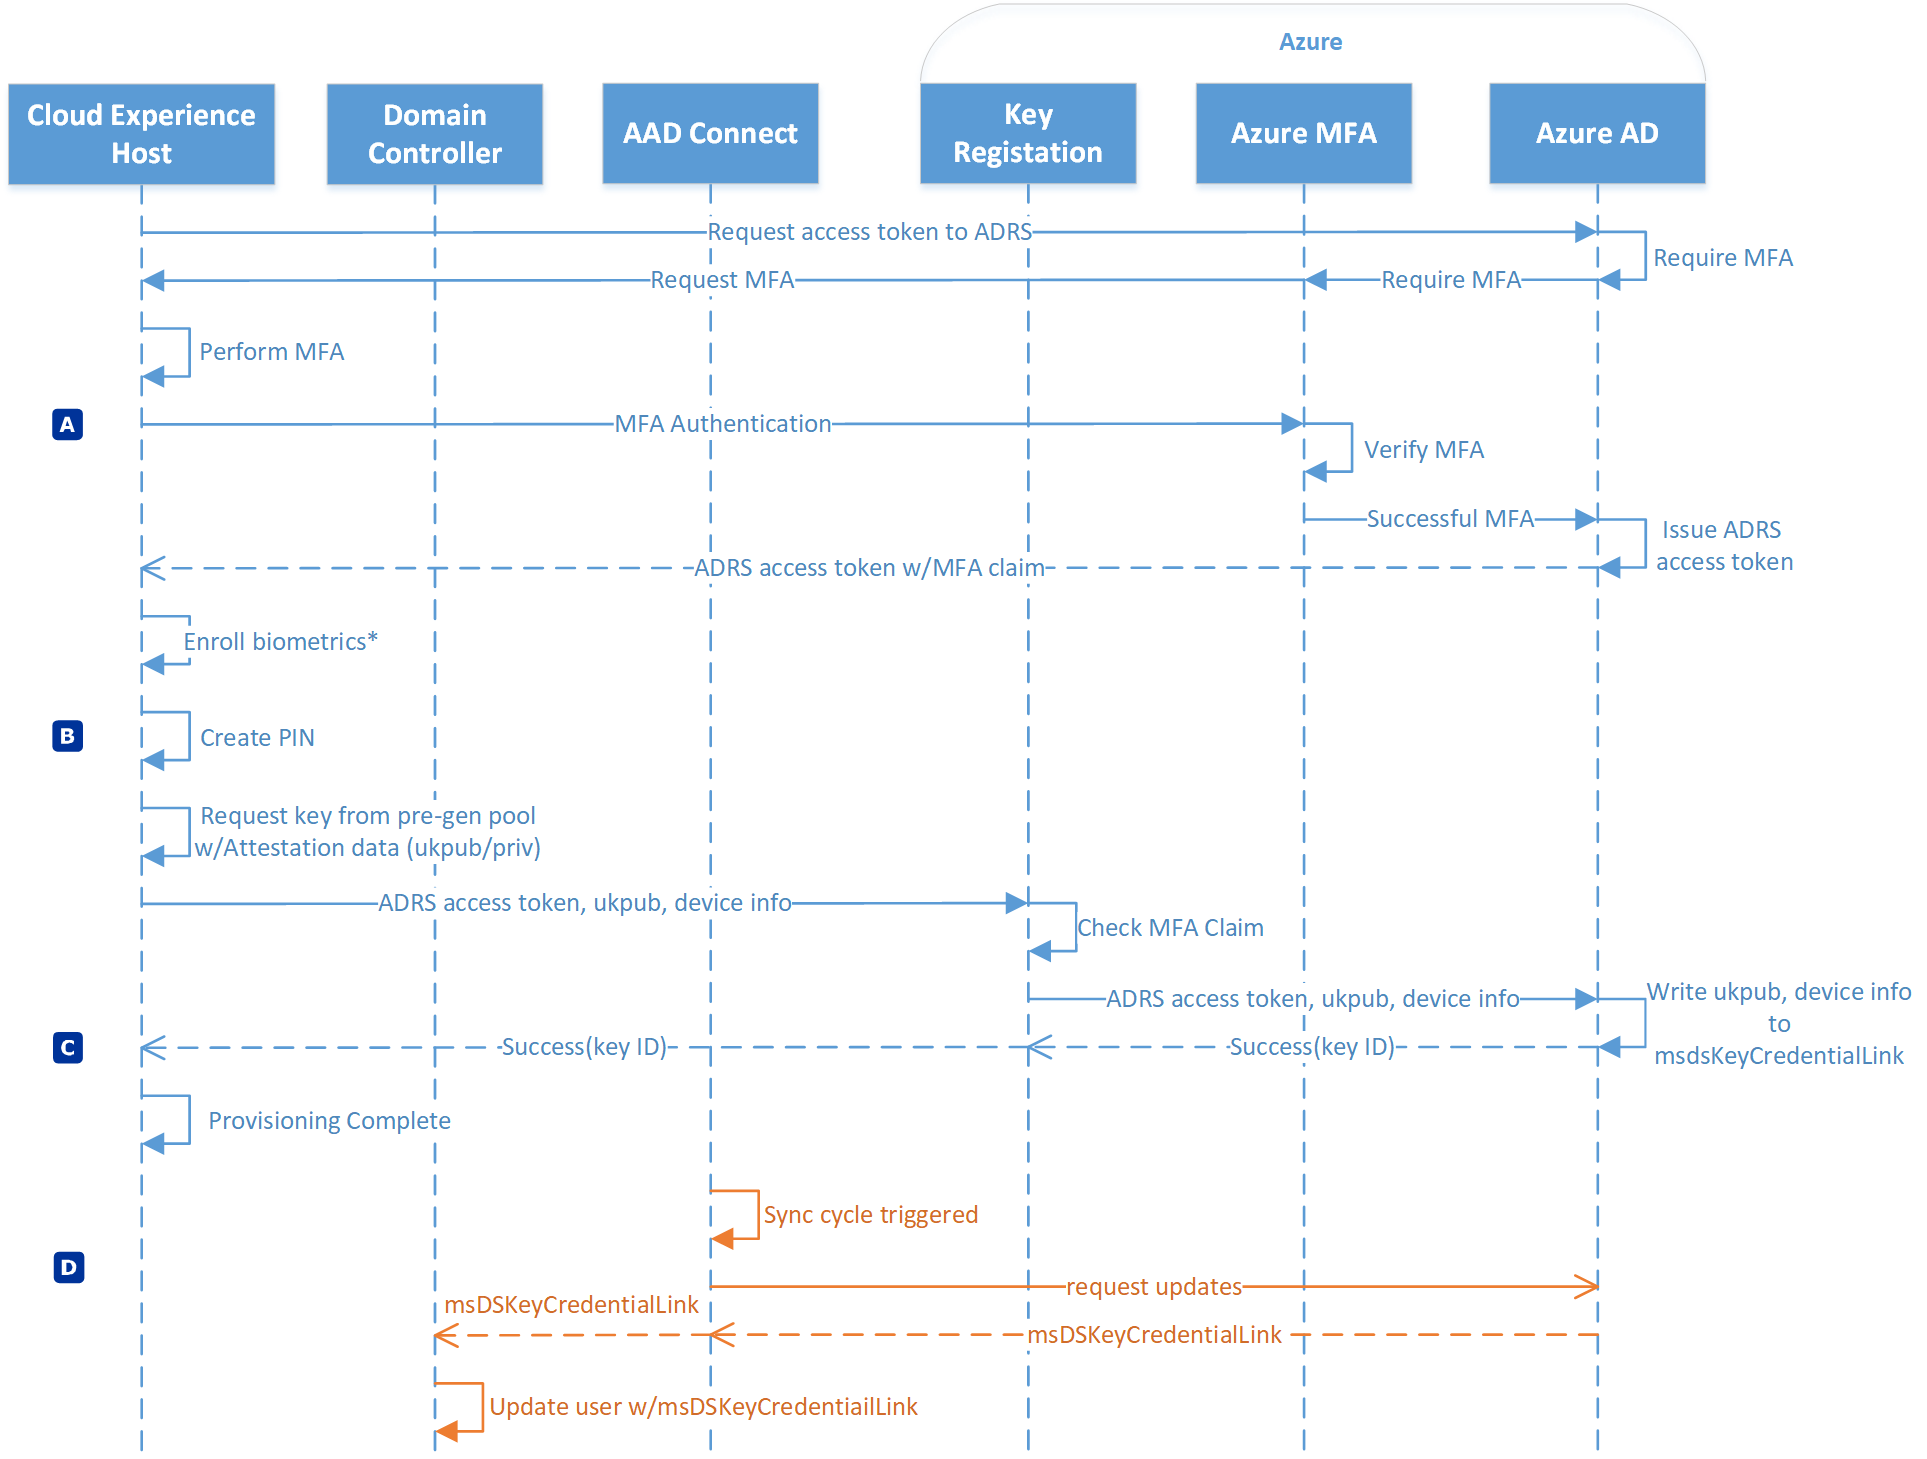 Azure
Cloud Experience
Host
Domain
Controller
AAD Connect
Key
Registation
Azure MFA
Azure AD
Request access token to ADRS
Require MFA
Request MFA
Require MFA
Perform MFA
A
MFA Authentication
Verify MFA
Successful MFA
Issue ADRS
access token
ADRS access token w/MFA claim
Enroll biometrics*
B
Create PIN
Request key from pre-gen pool
w/Attestation data (ukpub/priv)
ADRS access token, ukpub, device info
Check MFA Claim
ADRS access token, ukpub, device info
Write ukpub, device info
to
msdsKeyCredentialLink
C
Success(key ID)
Success(key ID)
Provisioning Complete
Sync cycle triggered
D
request updates
msDSKeyCredentialLink
msDSKeyCredentialLink
Update user w/msDSKeyCredentiailLink